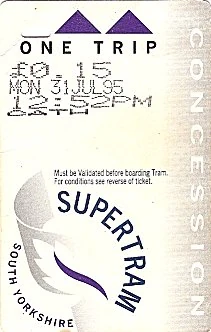 ONE TRIP
£0.15
MON 31JUL95
12:52PM
CATH
CONCESSION
Must be Validated before boarding Tram.
For conditions see reverse of ticket.
SUPERTRAM
SOUTH YORKSHIRE